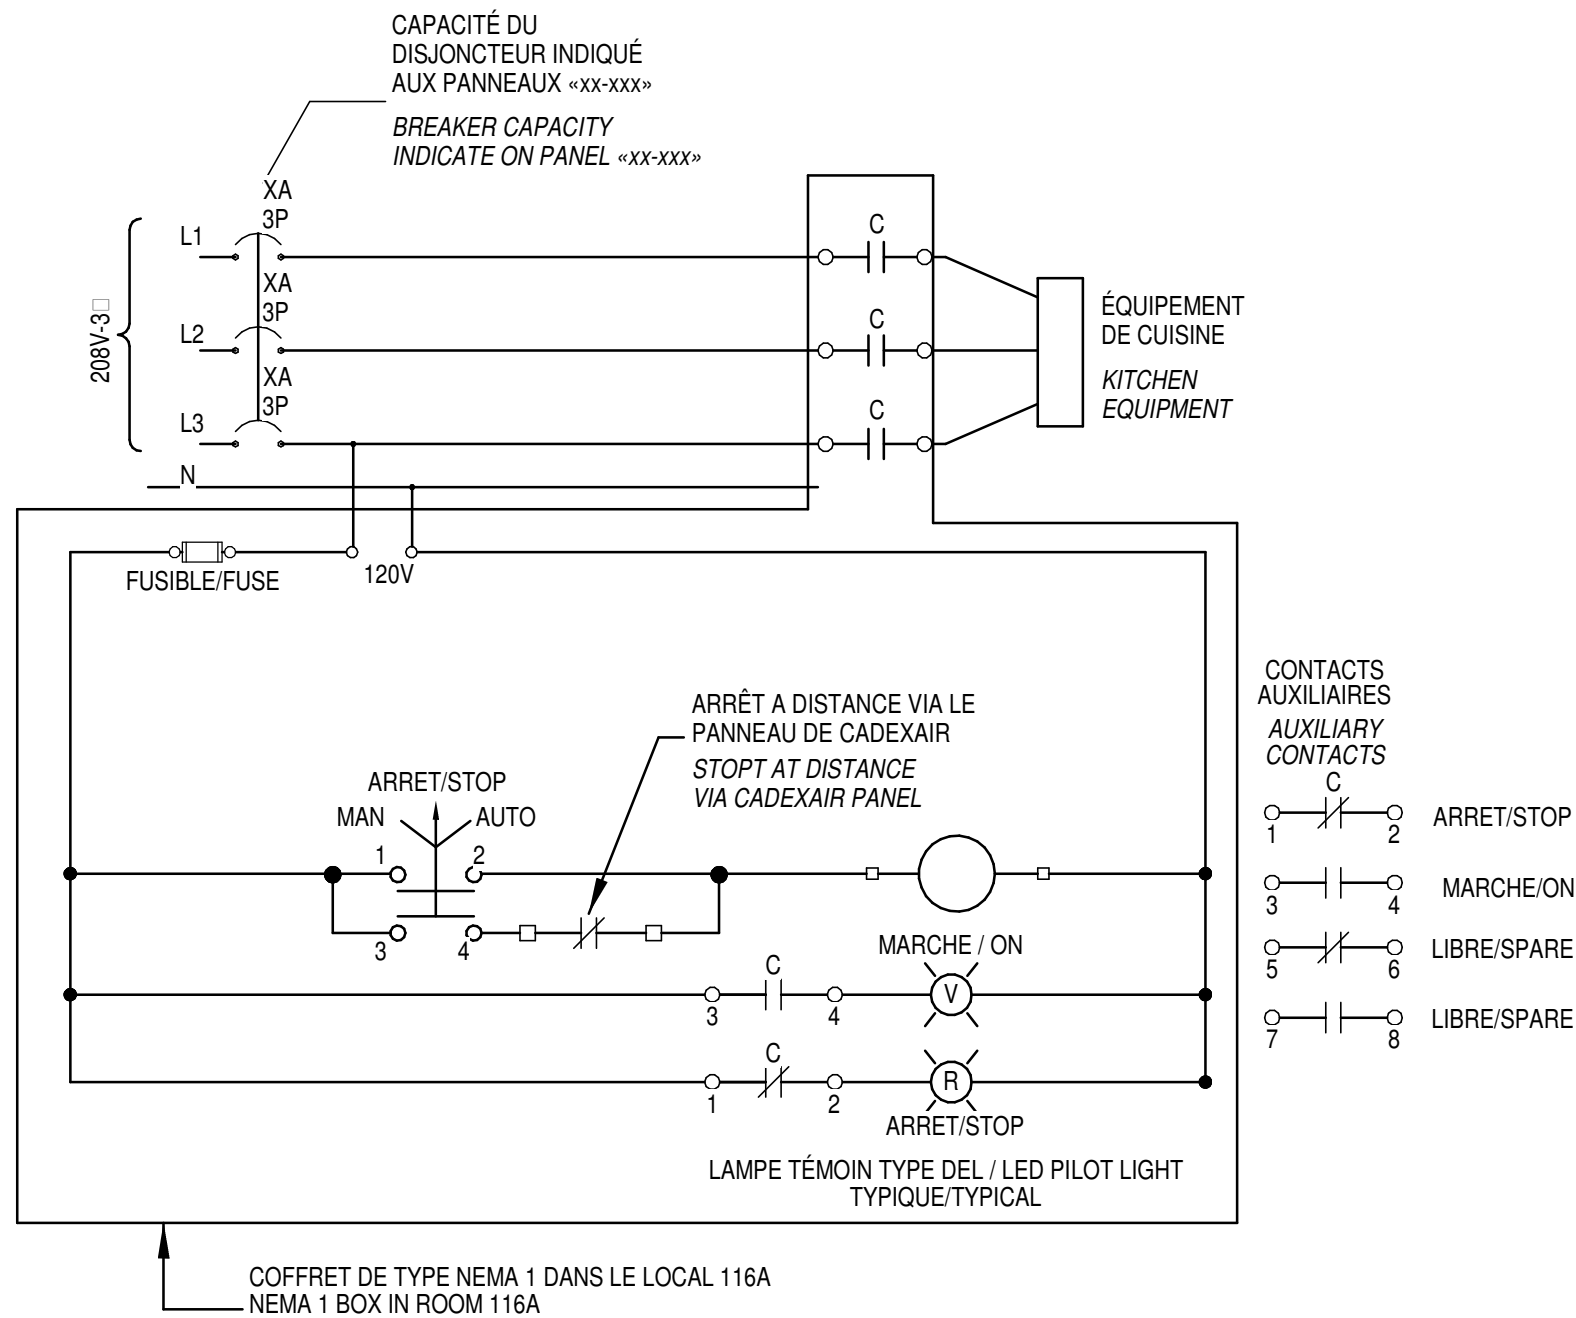 CAPACITÉ DU
DISJONCTEUR INDIQUÉ
AUX PANNEAUX «xx-xxx»
BREAKER CAPACITY
INDICATE ON PANEL «xx-xxx»
XA
3P
L1
XA
3P
L2
XA
3P
L3
N
208V-3□
C
C
C
ÉQUIPEMENT
DE CUISINE
KITCHEN
EQUIPMENT
FUSIBLE/FUSE
120V
ARRÊT A DISTANCE VIA LE
PANNEAU DE CADEXAIR
STOPT AT DISTANCE
VIA CADEXAIR PANEL
ARRET/STOP
MAN
AUTO
1
2
3
4
MARCHE / ON
C
3
4
V
C
1
2
R
ARRET/STOP
LAMPE TÉMOIN TYPE DEL / LED PILOT LIGHT
TYPIQUE/TYPICAL
CONTACTS
AUXILIAIRES
AUXILIARY
CONTACTS
C
1
2
ARRET/STOP
3
4
MARCHE/ON
5
6
LIBRE/SPARE
7
8
LIBRE/SPARE
COFFRET DE TYPE NEMA 1 DANS LE LOCAL 116A
NEMA 1 BOX IN ROOM 116A